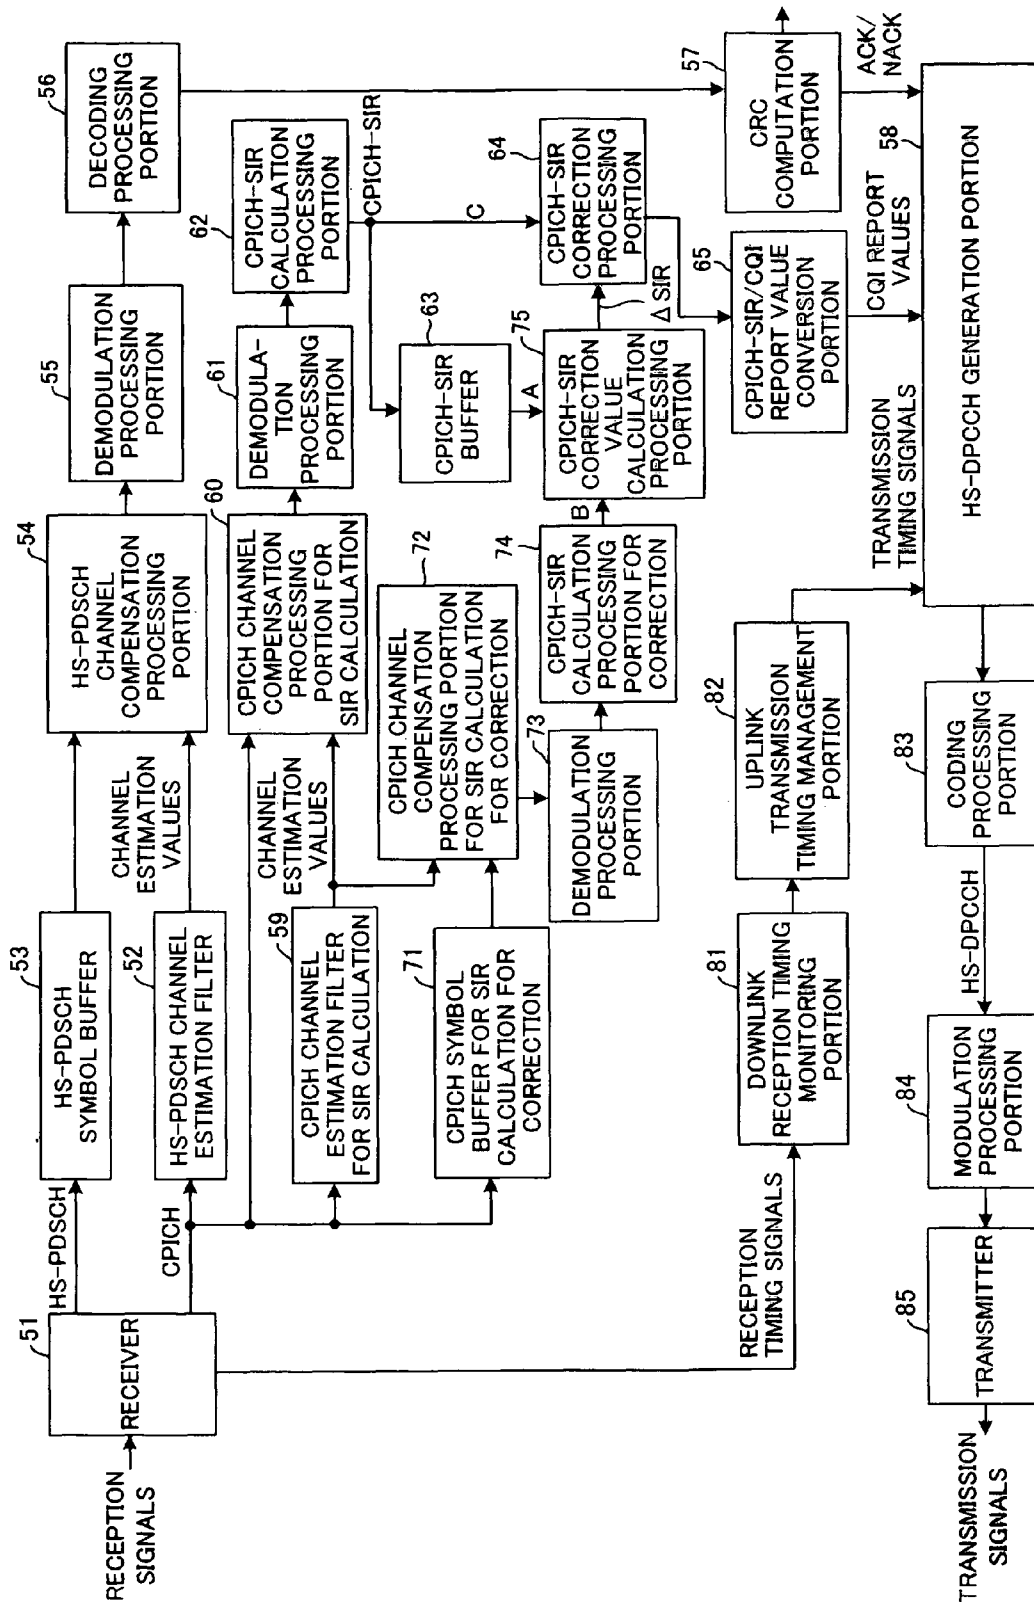 RECEPTION
SIGNALS
51
RECEIVER
HS-PDSCH
CPICH
53
HS-PDSCH
SYMBOL BUFFER
52
HS-PDSCH CHANNEL
ESTIMATION FILTER
CHANNEL
ESTIMATION
VALUES
54
HS-PDSCH
CHANNEL
COMPENSATION
PROCESSING
PORTION
55
DEMODULATION
PROCESSING
PORTION
56
DECODING
PROCESSING
PORTION
59
CPICH CHANNEL
ESTIMATION FILTER
FOR SIR CALCULATION
CHANNEL
ESTIMATION
VALUES
60
CPICH CHANNEL
COMPENSATION
PROCESSING
PORTION FOR
SIR CALCULATION
61
DEMODULA-
TION
PROCESSING
PORTION
62
CPICH-SIR
CALCULATION
PROCESSING
PORTION
CPICH-SIR
71
CPICH SYMBOL
BUFFER FOR SIR
CALCULATION FOR
CORRECTION
72
CPICH CHANNEL
COMPENSATION
PROCESSING PORTION
FOR SIR CALCULATION
FOR CORRECTION
73
DEMODULATION
PROCESSING
PORTION
74
CPICH-SIR
CALCULATION
PROCESSING
PORTION FOR
CORRECTION
B
63
CPICH-SIR
BUFFER
A
75
CPICH-SIR
CORRECTION
VALUE
CALCULATION
PROCESSING
PORTION
C
Δ SIR
64
CPICH-SIR
CORRECTION
PROCESSING
PORTION
65
CPICH-SIR/CQI
REPORT VALUE
CONVERSION
PORTION
57
CRC
COMPUTATION
PORTION
RECEPTION
TIMING SIGNALS
81
DOWNLINK
RECEPTION TIMING
MONITORING
PORTION
82
UPLINK
TRANSMISSION
TIMING MANAGEMENT
PORTION
TRANSMISSION
TIMING SIGNALS
CQI REPORT
VALUES
ACK/
NACK
58
HS-DPCCH GENERATION PORTION
83
CODING
PROCESSING
PORTION
HS-DPCCH
84
MODULATION
PROCESSING
PORTION
85
TRANSMITTER
TRANSMISSION
SIGNALS